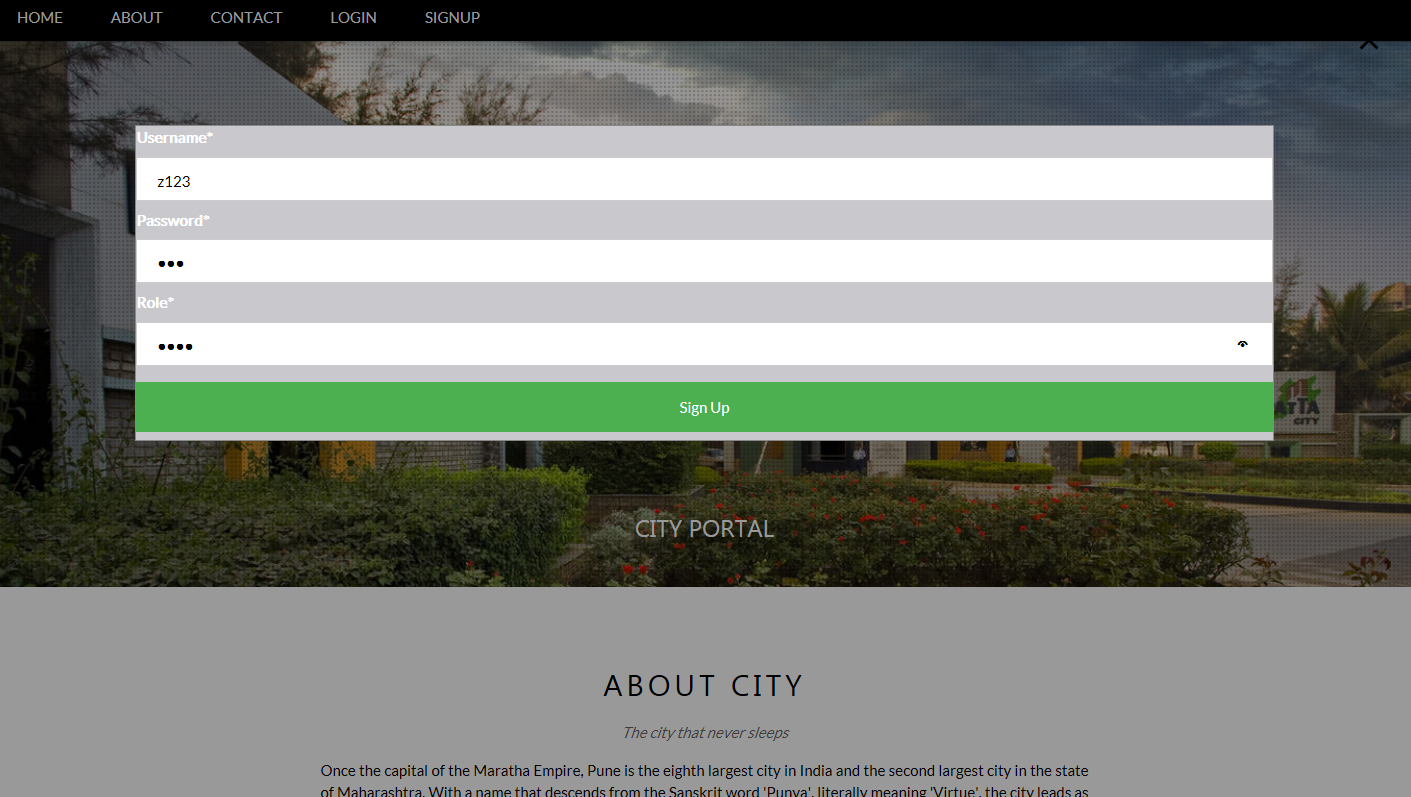 HOME ABOUT CONTACT LOGIN SIGNUP
Username*
z123
Password*
•••
Role*
••••
Sign Up
CITY
CITY PORTAL
ABOUT CITY
The city that never sleeps
Once the capital of the Maratha Empire, Pune is the eighth largest city in India and the second largest city in the state
of Maharashtra. With a name that descends from the Sanskrit word 'Punya', literally meaning 'Virtue', the city leads as